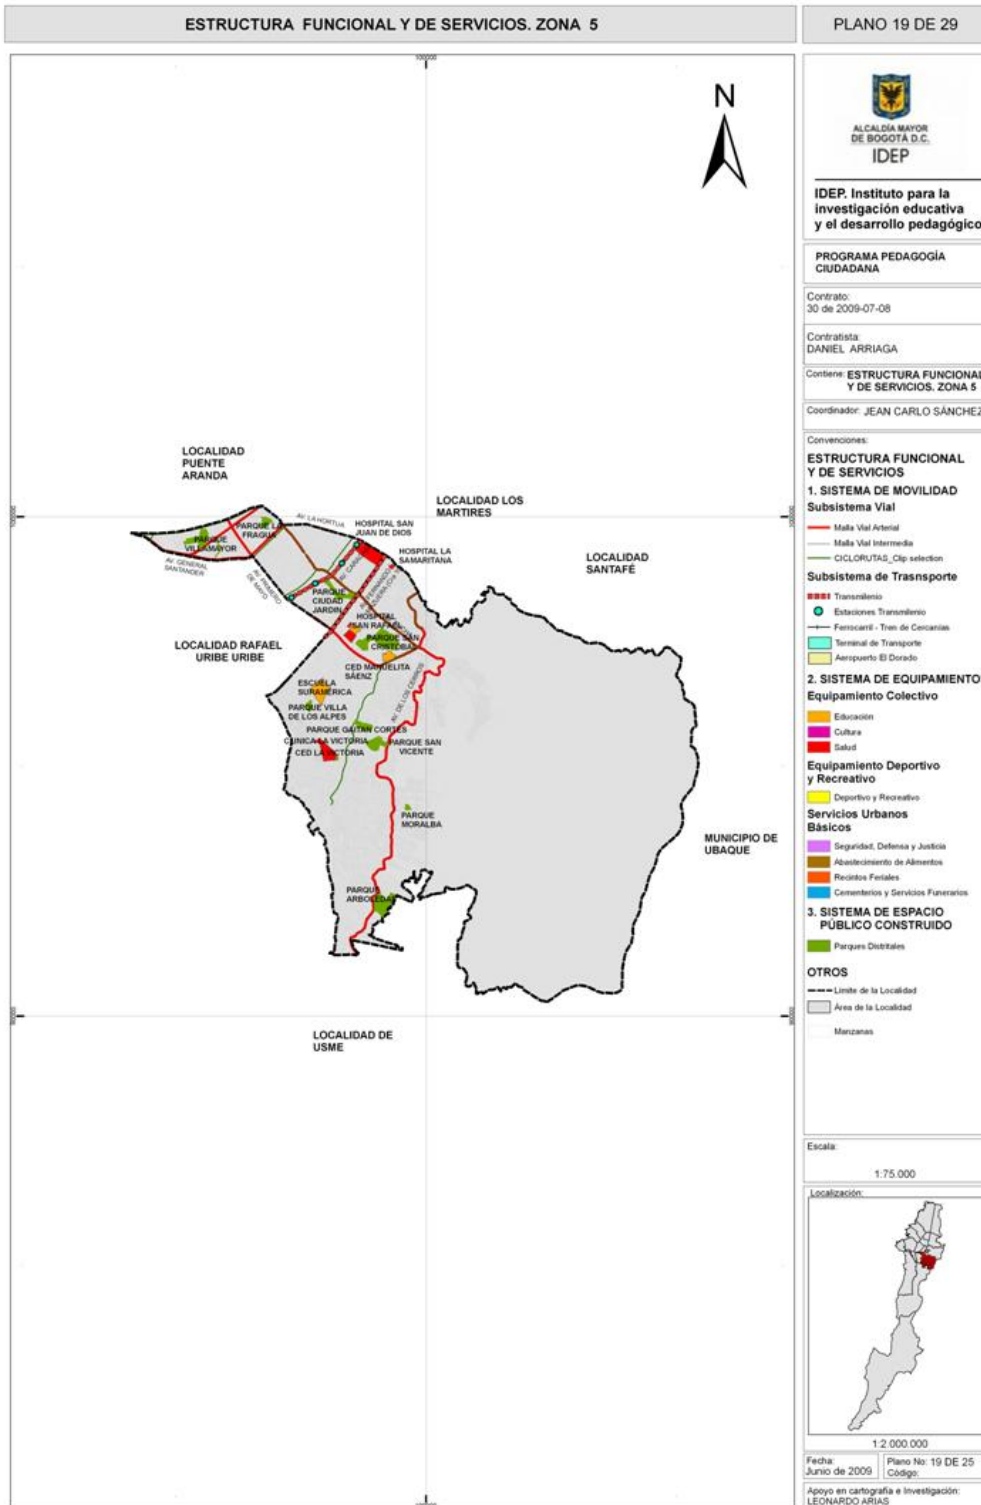 ESTRUCTURA FUNCIONAL Y DE SERVICIOS. ZONA 5
PLANO 19 DE 29
ALCALDÍA MAYOR
DE BOGOTÁ D.C.
IDEP
IDEP. Instituto para la
investigación educativa
y el desarrollo pedagógico
PROGRAMA PEDAGOGÍA
CIUDADANA
Contrato:
30 de 2009-07-08
Contratista:
DANIEL ARRIAGA
Contiene: ESTRUCTURA FUNCIONAL
Y DE SERVICIOS. ZONA 5
Coordinador: JEAN CARLO SÁNCHEZ
Convenciones:
ESTRUCTURA FUNCIONAL
Y DE SERVICIOS
1. SISTEMA DE MOVILIDAD
Subsistema Vial
Malla Vial Arterial
Malla Vial Intermedia
CICLORUTAS_Clip selection
Subsistema de Trasnsporte
Transmilenio
Estaciones Transmilenio
Ferrocarril - Tren de Cercanías
Terminal de Transporte
Aeropuerto El Dorado
2. SISTEMA DE EQUIPAMIENTO
Equipamiento Colectivo
Educación
Cultura
Salud
Equipamiento Deportivo
y Recreativo
Deportivo y Recreativo
Servicios Urbanos
Básicos
Seguridad, Defensa y Justicia
Abastecimiento de Alimentos
Recintos Feriales
Cementerios y Servicios Funerarios
3. SISTEMA DE ESPACIO
PÚBLICO CONSTRUIDO
Parques Distritales
OTROS
Limite de la Localidad
Área de la Localidad
Manzanas
Escala:
1:75.000
Localización:
1:2.000.000
Fecha:
Junio de 2009
Plano No: 19 DE 25
Código:
Apoyo en cartografía e Investigación:
LEONARDO ARIAS
N
100000
100000
100000
LOCALIDAD
PUENTE
ARANDA
LOCALIDAD LOS
MARTIRES
LOCALIDAD
SANTAFÉ
LOCALIDAD RAFAEL
URIBE URIBE
MUNICIPIO DE
UBAQUE
LOCALIDAD DE
USME
AV. LA HORTUA
HOSPITAL SAN
JUAN DE DIOS
HOSPITAL LA
SAMARITANA
PARQUE LA
FRAGUA
PARQUE
VILLAMAYOR
AV. GENERAL
SANTANDER
AV. PRIMERO
DE MAYO
PARQUE
CIUDAD
JARDIN
HOSPITAL
SAN RAFAEL
PARQUE SAN
CRISTOBAL
CED MANUELITA
SÁENZ
ESCUELA
SURAMÉRICA
PARQUE VILLA
DE LOS ALPES
AV. DE LOS CERROS
PARQUE GAITAN CORTES
CLINICA LA VICTORIA
CED LA VICTORIA
PARQUE SAN
VICENTE
PARQUE
MORALBA
PARQUE
ARBOLEDA